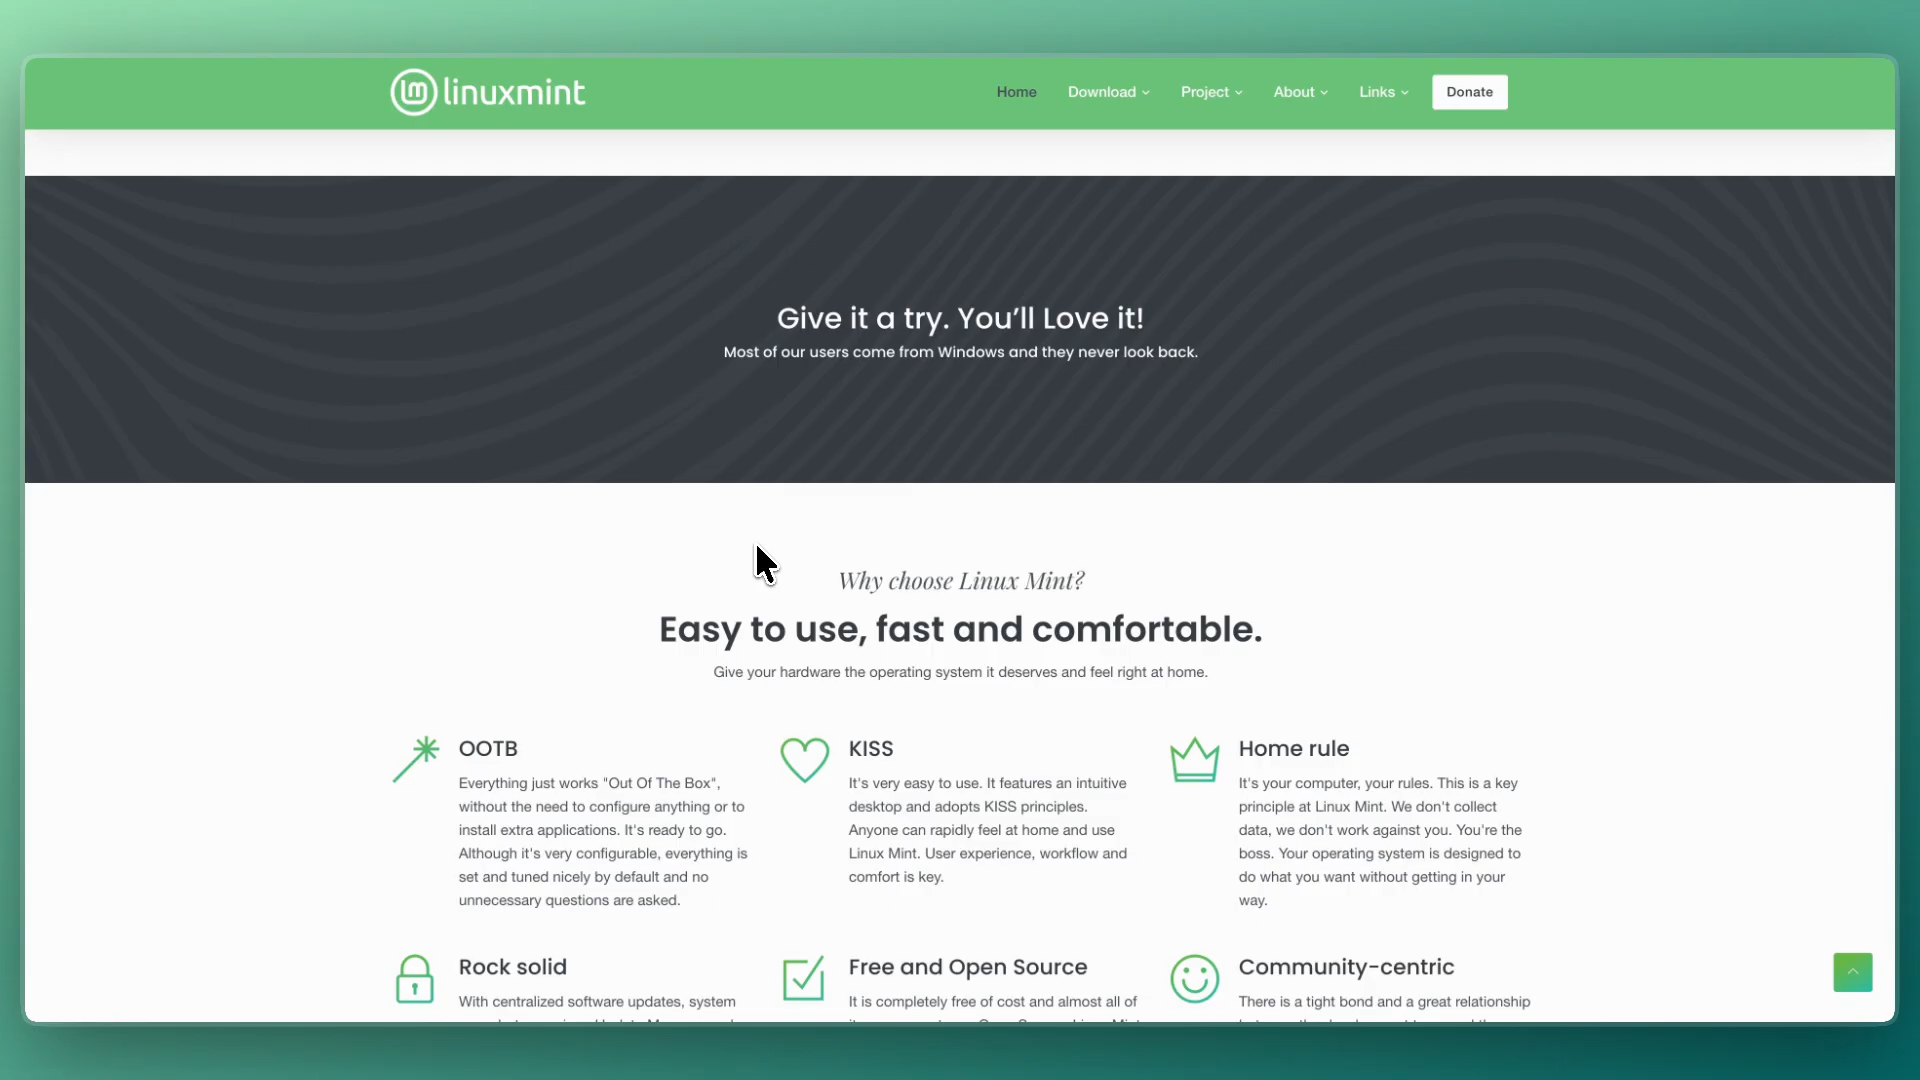 linuxmint
Home Download Project About Links Donate
Give it a try. You’ll Love it!
Most of our users come from Windows and they never look back.
Why choose Linux Mint?
Easy to use, fast and comfortable.
Give your hardware the operating system it deserves and feel right at home.
OOTB
Everything just works "Out Of The Box",
without the need to configure anything or to
install extra applications. It's ready to go.
Although it's very configurable, everything is
set and tuned nicely by default and no
unnecessary questions are asked.
KISS
It's very easy to use. It features an intuitive
desktop and adopts KISS principles.
Anyone can rapidly feel at home and use
Linux Mint. User experience, workflow and
comfort is key.
Home rule
It's your computer, your rules. This is a key
principle at Linux Mint. We don't collect
data, we don't work against you. You're the
boss. Your operating system is designed to
do what you want without getting in your
way.
Rock solid
With centralized software updates, system
Free and Open Source
It is completely free of cost and almost all of
Community-centric
There is a tight bond and a great relationship